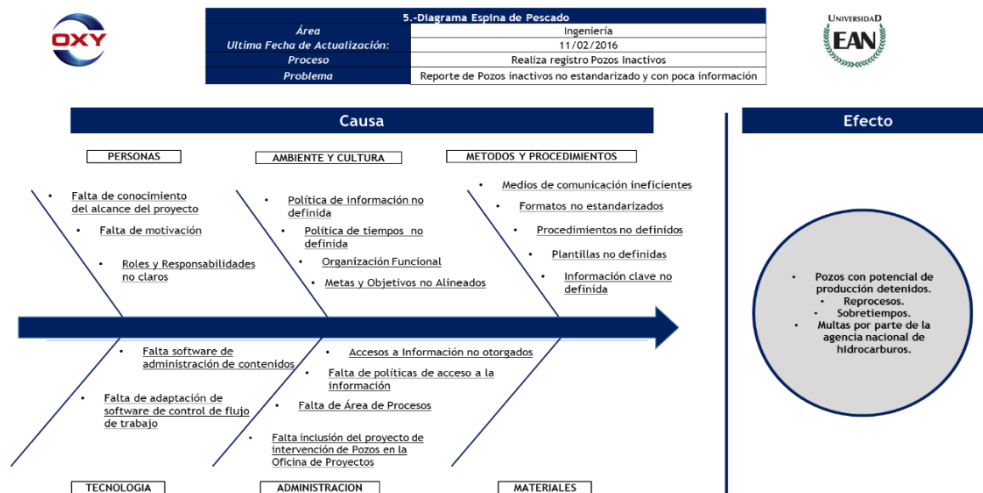 OXY
5.-Diagrama Espina de Pescado
Área
Ingeniería
Ultima Fecha de Actualización:
11/02/2016
Proceso
Realiza registro Pozos Inactivos
Problema
Reporte de Pozos inactivos no estandarizado y con poca información
UNIVERSIDAD
EAN
Causa
Efecto
PERSONAS
AMBIENTE Y CULTURA
METODOS Y PROCEDIMIENTOS
• Falta de conocimiento
del alcance del proyecto
• Falta de motivación
• Roles y Responsabilidades
no claros
• Política de información no
definida
• Política de tiempos no
definida
• Organización Funcional
• Metas y Objetivos no Alineados
• Medios de comunicación ineficientes
• Formatos no estandarizados
• Procedimientos no definidos
• Plantillas no definidas
• Información clave no
definida
• Pozos con potencial de
producción detenidos.
• Reprocesos.
• Sobretiempos.
• Multas por parte de la
agencia nacional de
hidrocarburos.
• Falta software de
administración de contenidos
• Falta de adaptación de
software de control de flujo
de trabajo
• Accesos a Información no otorgados
• Falta de políticas de acceso a la
información
• Falta de Área de Procesos
• Falta inclusión del proyecto de
intervención de Pozos en la
Oficina de Proyectos
TECNOLOGIA
ADMINISTRACION
MATERIALES